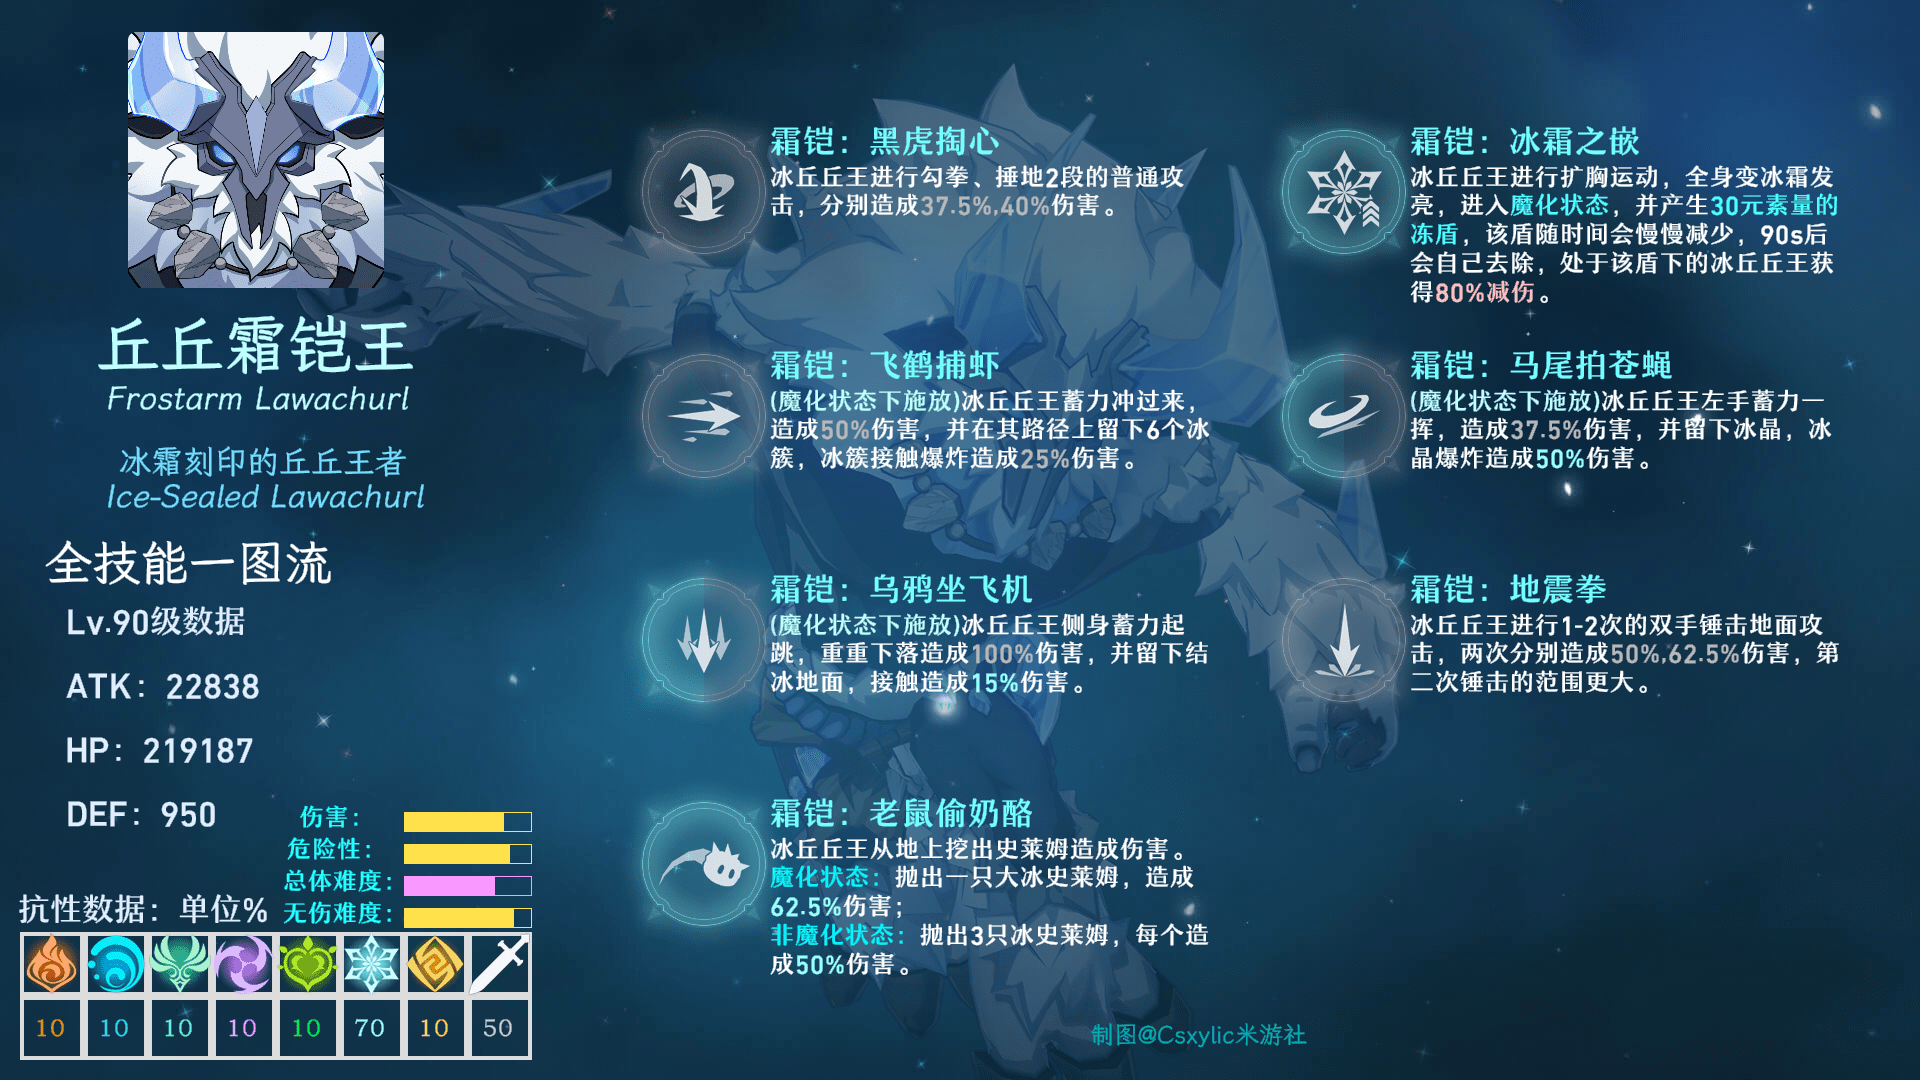 丘丘霜铠王
Frostarm Lawachurl
冰霜刻印的丘丘王者
Ice-Sealed Lawachurl
全技能一图流
Lv.90级数据
ATK：22838
HP：219187
DEF：950
伤害：
危险性：
总体难度：
无伤难度：
抗性数据：单位%
10 10 10 10 10 70 10 50
霜铠：黑虎掏心
冰丘丘王进行勾拳、捶地2段的普通攻
击，分别造成37.5%,40%伤害。
霜铠：飞鹤捕虾
(魔化状态下施放)冰丘丘王蓄力冲过来，
造成50%伤害，并在其路径上留下6个冰
簇，冰簇接触爆炸造成25%伤害。
霜铠：乌鸦坐飞机
(魔化状态下施放)冰丘丘王侧身蓄力起
跳，重重下落造成100%伤害，并留下结
冰地面，接触造成15%伤害。
霜铠：老鼠偷奶酪
冰丘丘王从地上挖出史莱姆造成伤害。
魔化状态：抛出一只大冰史莱姆，造成
62.5%伤害；
非魔化状态：抛出3只冰史莱姆，每个造
成50%伤害。
霜铠：冰霜之嵌
冰丘丘王进行扩胸运动，全身变冰霜发
亮，进入魔化状态，并产生30元素量的
冻盾，该盾随时间会慢慢减少，90s后
会自己去除，处于该盾下的冰丘丘王获
得80%减伤。
霜铠：马尾拍苍蝇
(魔化状态下施放)冰丘丘王左手蓄力一
挥，造成37.5%伤害，并留下冰晶，冰
晶爆炸造成50%伤害。
霜铠：地震拳
冰丘丘王进行1-2次的双手锤击地面攻
击，两次分别造成50%,62.5%伤害，第
二次锤击的范围更大。
制图@Csxylic米游社